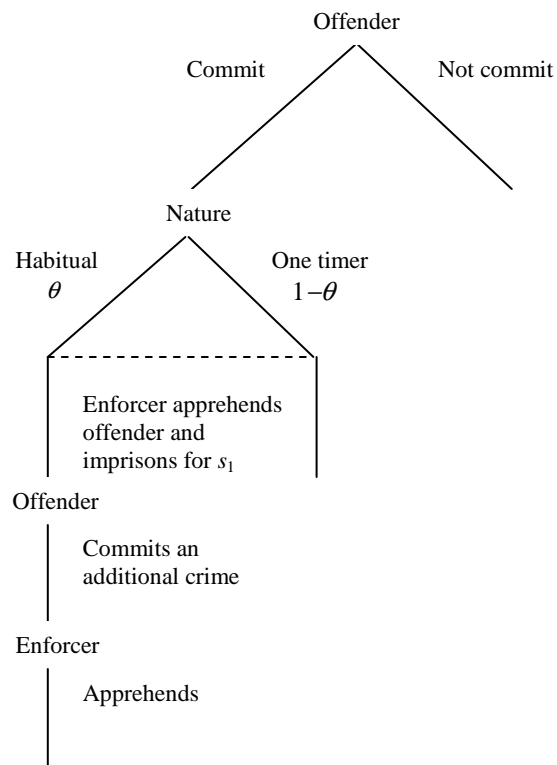 Offender
Commit
Not commit
Nature
Habitual
θ
One timer
1−θ
Enforcer apprehends
offender and
imprisons for s₁
Offender
Commits an
additional crime
Enforcer
Apprehends